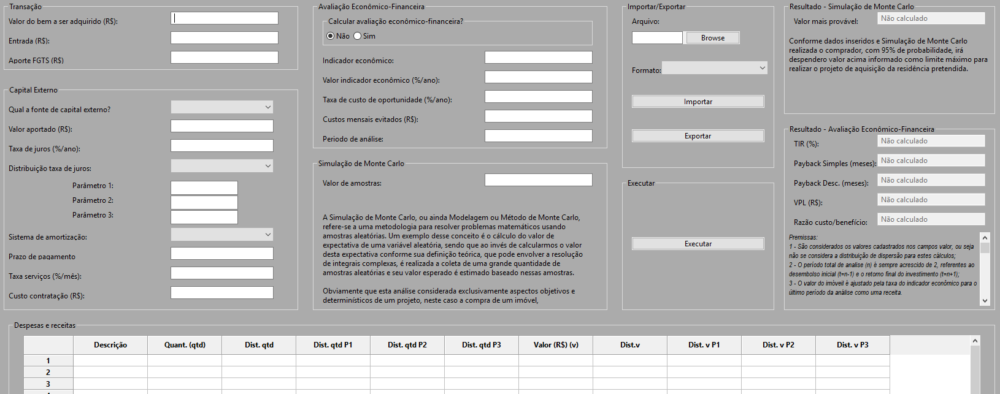 Transação
Valor do bem a ser adquirido (R$):
Entrada (R$):
Aporte FGTS (R$)
Capital Externo
Qual a fonte de capital externo?
Valor aportado (R$):
Taxa de juros (%/ano):
Distribuição taxa de juros:
Parâmetro 1:
Parâmetro 2:
Parâmetro 3:
Sistema de amortização:
Prazo de pagamento
Taxa serviços (%/mês):
Custo contratação (R$):
Avaliação Econômico-Financeira
Calcular avaliação econômico-financeira?
Não Sim
Indicador econômico:
Valor indicador econômico (%/ano):
Taxa de custo de oportunidade (%/ano):
Custos mensais evitados (R$):
Periodo de análise:
Simulação de Monte Carlo
Valor de amostras:
A Simulação de Monte Carlo, ou ainda Modelagem ou Método de Monte Carlo,
refere-se a uma metodologia para resolver problemas matemáticos usando
amostras aleatórias. Um exemplo desse conceito é o cálculo do valor de
expectativa de uma variável aleatória, sendo que ao invés de calcularmos o valor
desta expectativa conforme sua definição teórica, que pode envolver a resolução
de integrais complexas, é realizada a coleta de uma grande quantidade de
amostras aleatórias e seu valor esperado é estimado baseado nessas amostras.
Obviamente que esta análise considerada exclusivamente aspectos objetivos e
determinísticos de um projeto, neste caso a compra de um imóvel,
Importar/Exportar
Arquivo:
Browse
Formato:
Importar
Exportar
Executar
Executar
Resultado - Simulação de Monte Carlo
Valor mais provável: Não calculado
Conforme dados inseridos e Simulação de Monte Carlo
realizada o comprador, com 95% de probabilidade, irá
despendero valor acima informado como limite máximo para
realizar o projeto de aquisição da residência pretendida.
Resultado - Avaliação Econômico-Financeira
TIR (%): Não calculado
Payback Simples (meses): Não calculado
Payback Desc. (meses): Não calculado
VPL (R$): Não calculado
Razão custo/benefício: Não calculado
Premissas:
1 - São considerados os valores cadastrados nos campos valor, ou seja
não se considera a distribuição de dispersão para estes cálculos;
2 - O período total de analise (n) é sempre acrescido de 2, referentes ao
desembolso inicial (t=n-1) e o retorno final do investimento (t=n+1);
3 - O valor do imóveil é ajustado pela taxa do indicador econômico para o
último período da análise como uma receita.
Despesas e receitas
Descrição Quant. (qtd) Dist. qtd Dist. qtd P1 Dist. qtd P2 Dist. qtd P3 Valor (R$) (v) Dist.v Dist. v P1 Dist. v P2 Dist. v P3
1
2
3